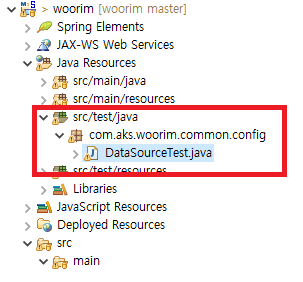 woorim [woorim master]
Spring Elements
JAX-WS Web Services
Java Resources
src/main/java
src/main/resources
src/test/java
com.aks.woorim.common.config
DataSourceTest.java
src/test/resources
Libraries
JavaScript Resources
Deployed Resources
src
main